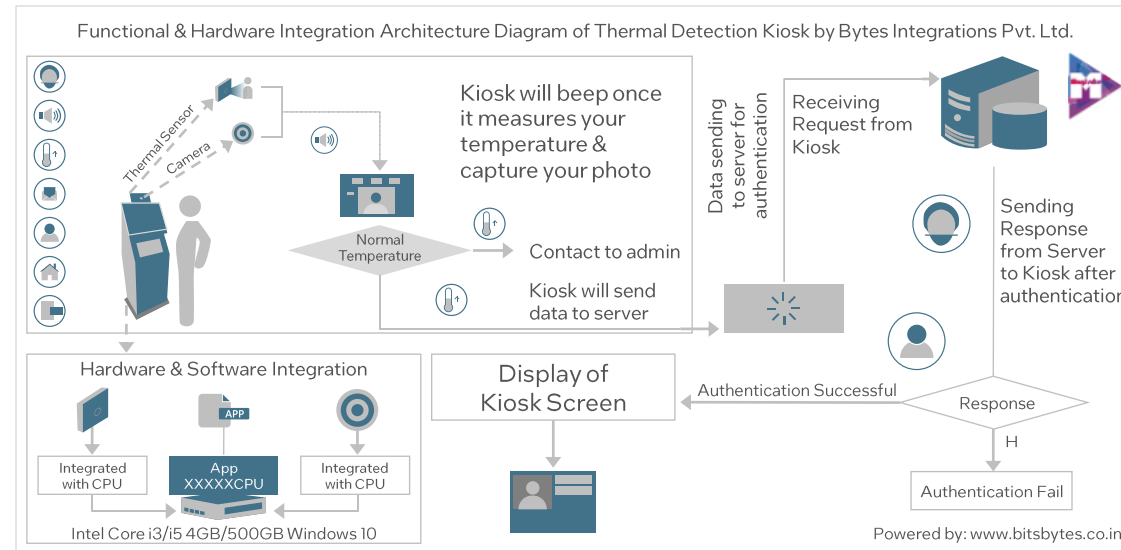 Functional & Hardware Integration Architecture Diagram of Thermal Detection Kiosk by Bytes Integrations Pvt. Ltd.
Thermal Sensor
Camera
Kiosk will beep once
it measures your
temperature &
capture your photo
Normal
Temperature
Contact to admin
Kiosk will send
data to server
Data sending
to server for
authentication
Receiving
Request from
Kiosk
M
Sending
Response
from Server
to Kiosk after
authentication
Hardware & Software Integration
APP
Integrated
with CPU
App
XXXXXCPU
Integrated
with CPU
Intel Core i3/i5 4GB/500GB Windows 10
Display of
Kiosk Screen
Authentication Successful
Response
H
Authentication Fail
Powered by: www.bitsbytes.co.in